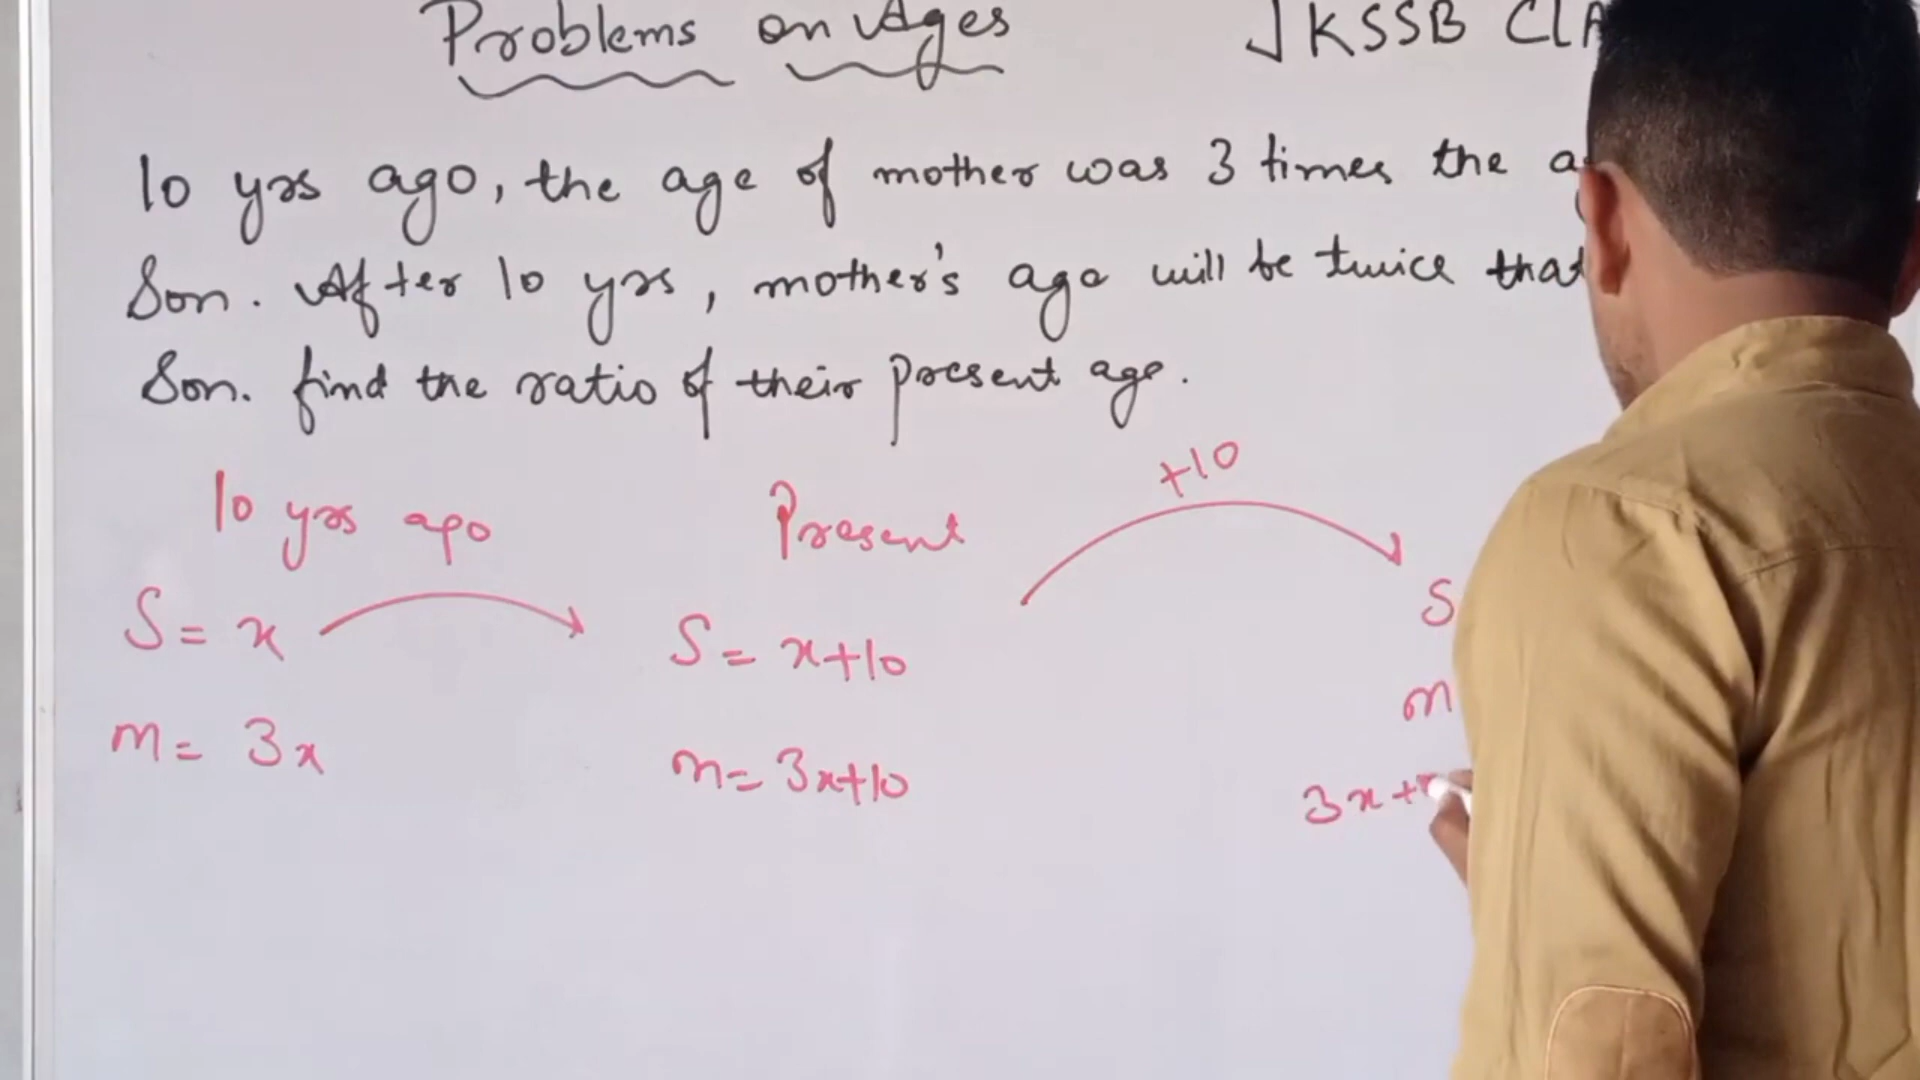 Problems on Ages JKSSB
10 yrs ago, the age of mother was 3 times the
Son. After 10 yrs, mother's age will be twice that
Son. find the ratio of their present age.
+10
10 yrs ago Present
S = x S = x+10 S
m = 3x m = 3x+10 m
3x+